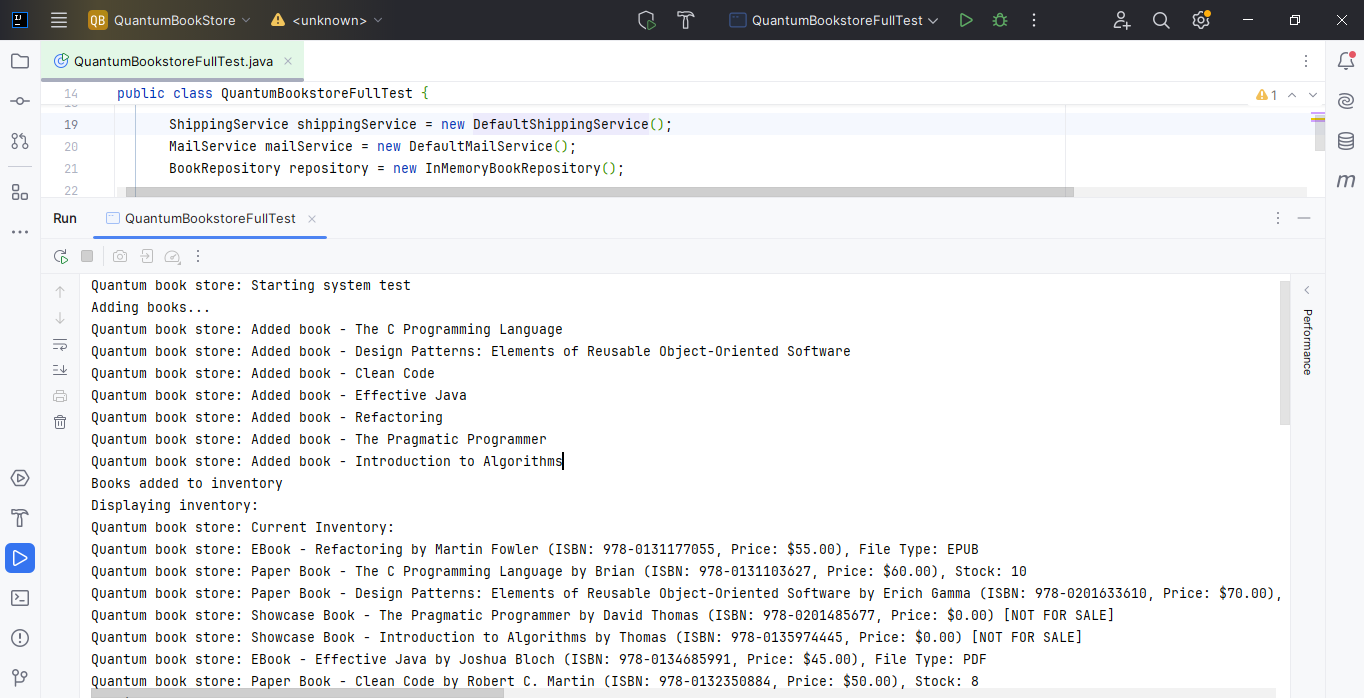 QB QuantumBookStore <unknown> QuantumBookstoreFullTest
QuantumBookstoreFullTest.java
14 public class QuantumBookstoreFullTest { 1
19 ShippingService shippingService = new DefaultShippingService();
20 MailService mailService = new DefaultMailService();
21 BookRepository repository = new InMemoryBookRepository();
22
Run QuantumBookstoreFullTest
Quantum book store: Starting system test
Adding books...
Quantum book store: Added book - The C Programming Language
Quantum book store: Added book - Design Patterns: Elements of Reusable Object-Oriented Software
Quantum book store: Added book - Clean Code
Quantum book store: Added book - Effective Java
Quantum book store: Added book - Refactoring
Quantum book store: Added book - The Pragmatic Programmer
Quantum book store: Added book - Introduction to Algorithms
Books added to inventory
Displaying inventory:
Quantum book store: Current Inventory:
Quantum book store: EBook - Refactoring by Martin Fowler (ISBN: 978-0131177055, Price: $55.00), File Type: EPUB
Quantum book store: Paper Book - The C Programming Language by Brian (ISBN: 978-0131103627, Price: $60.00), Stock: 10
Quantum book store: Paper Book - Design Patterns: Elements of Reusable Object-Oriented Software by Erich Gamma (ISBN: 978-0201633610, Price: $70.00),
Quantum book store: Showcase Book - The Pragmatic Programmer by David Thomas (ISBN: 978-0201485677, Price: $0.00) [NOT FOR SALE]
Quantum book store: Showcase Book - Introduction to Algorithms by Thomas (ISBN: 978-0135974445, Price: $0.00) [NOT FOR SALE]
Quantum book store: EBook - Effective Java by Joshua Bloch (ISBN: 978-0134685991, Price: $45.00), File Type: PDF
Quantum book store: Paper Book - Clean Code by Robert C. Martin (ISBN: 978-0132350884, Price: $50.00), Stock: 8
Performance
m